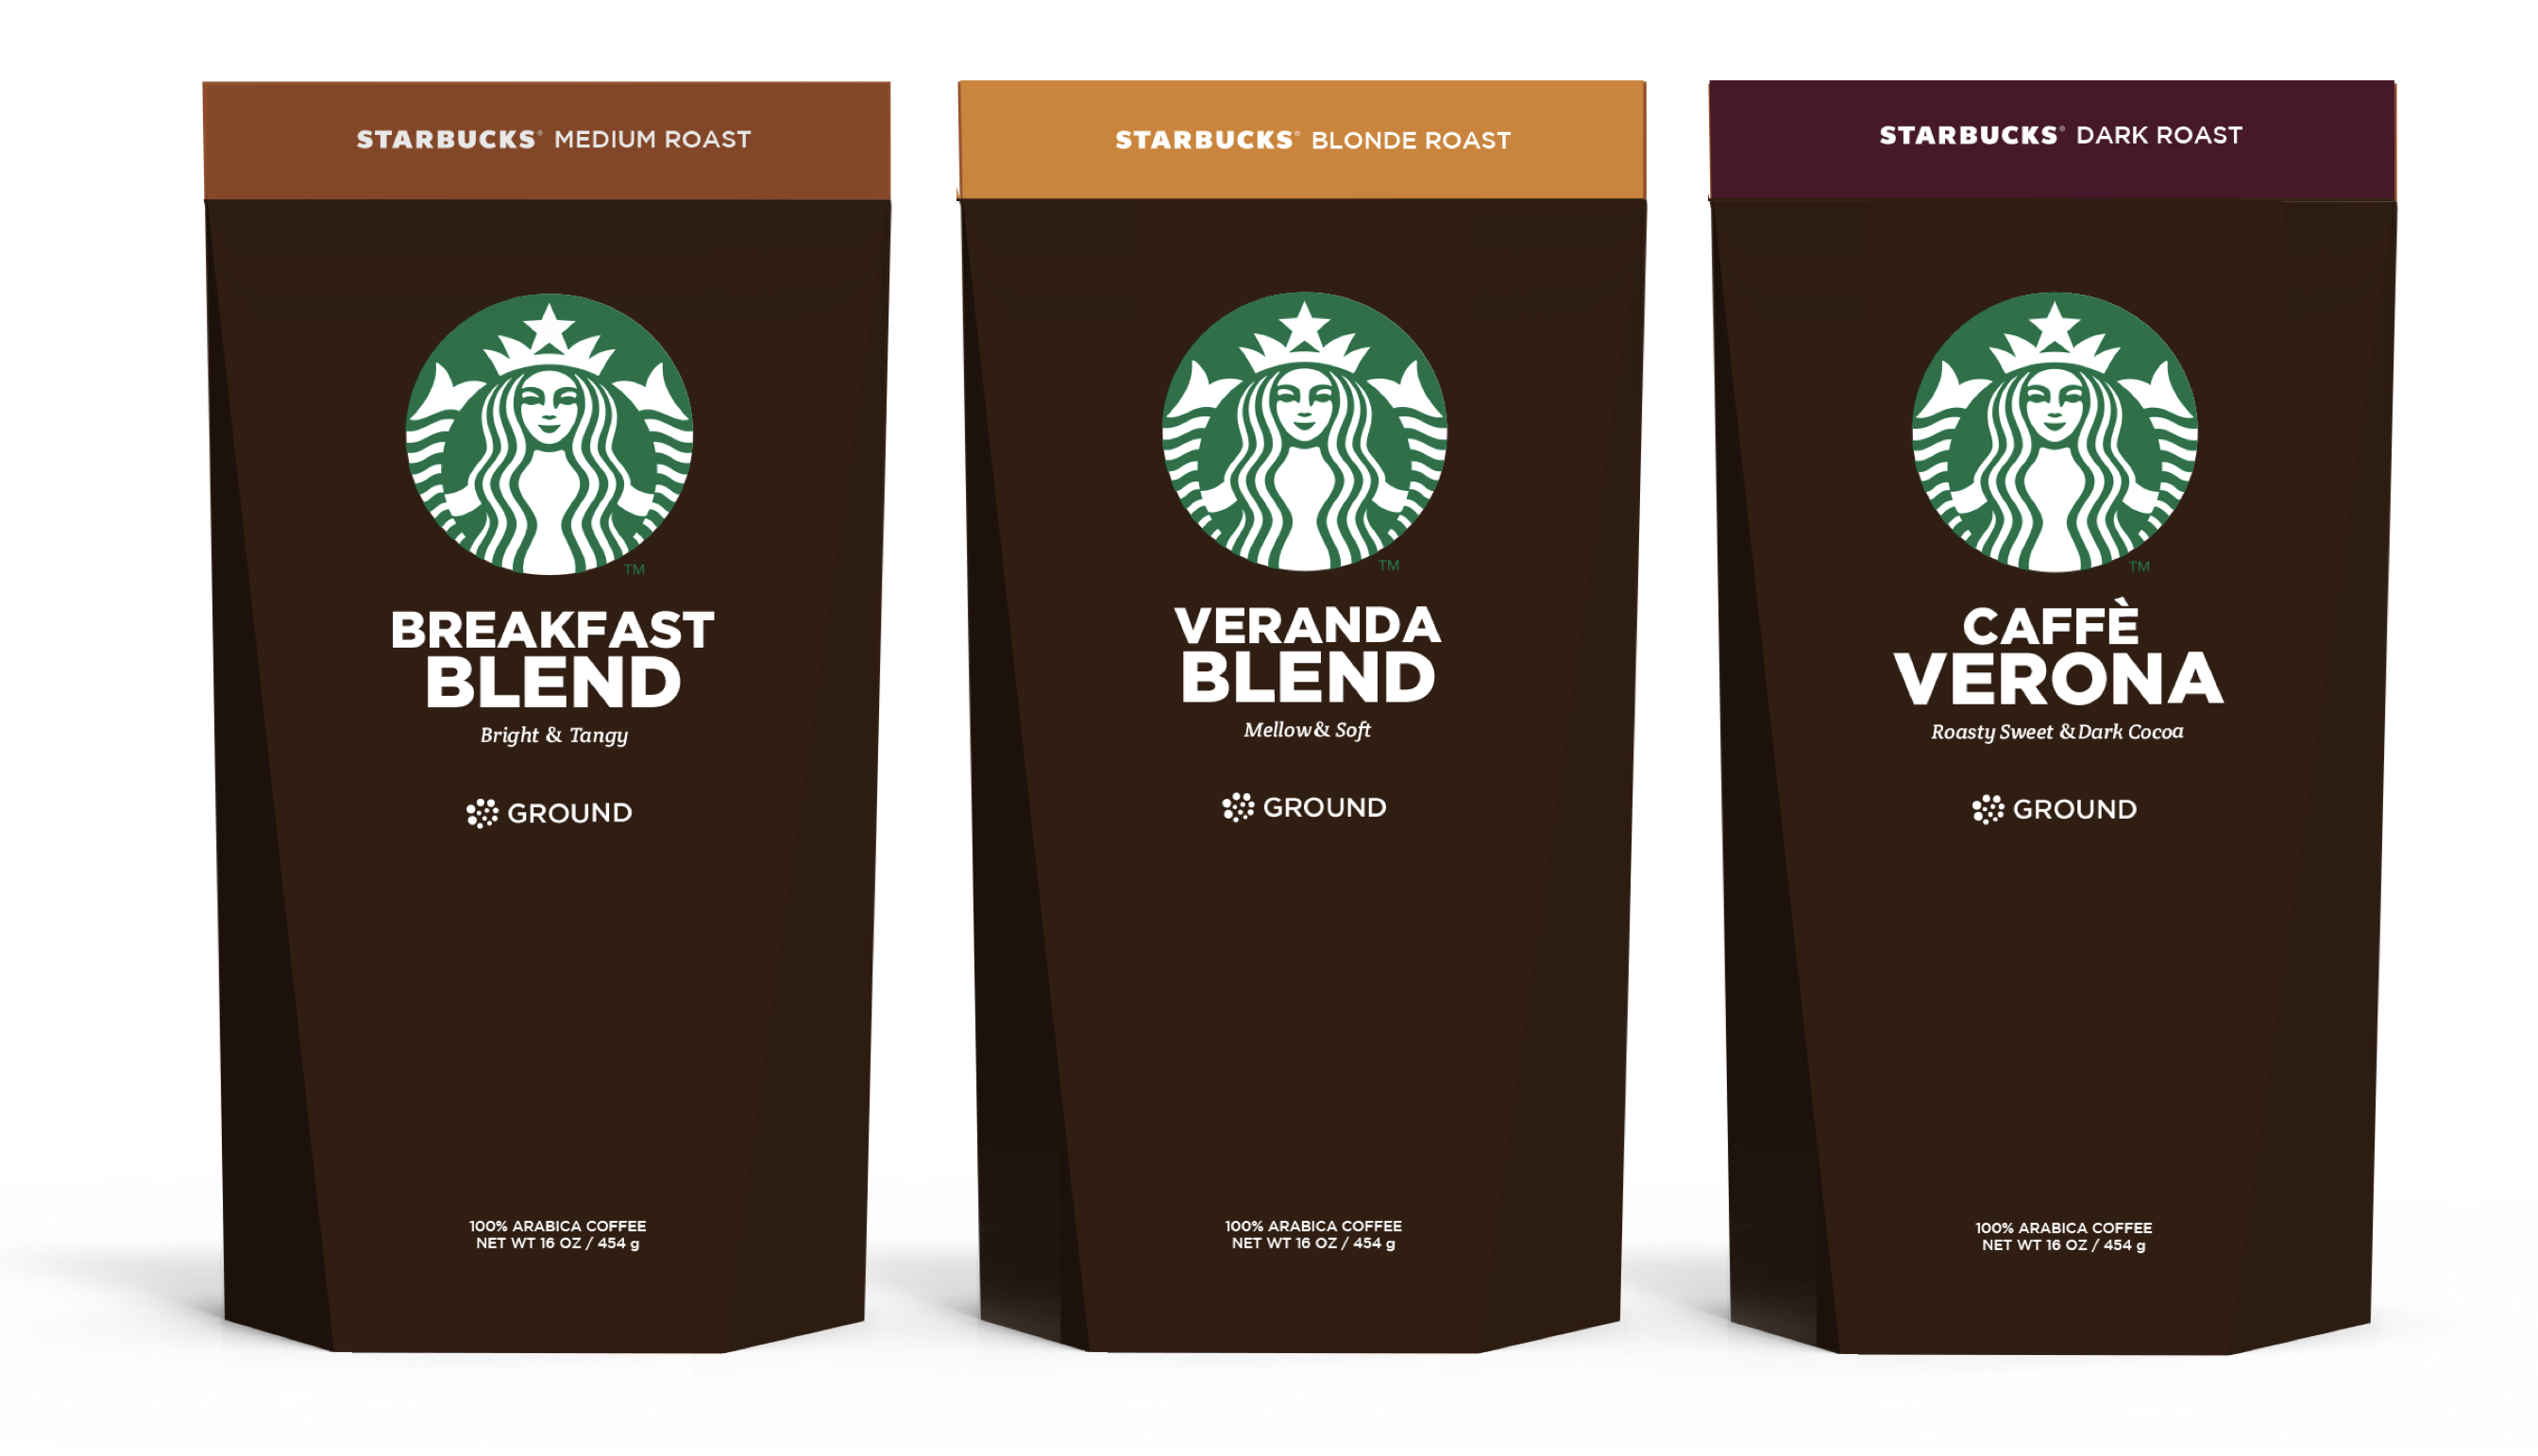 STARBUCKS® MEDIUM ROAST
BREAKFAST
BLEND
Bright & Tangy
GROUND
100% ARABICA COFFEE
NET WT 16 OZ / 454 g
STARBUCKS® BLONDE ROAST
VERANDA
BLEND
Mellow& Soft
GROUND
100% ARABICA COFFEE
NET WT 16 OZ / 454 g
STARBUCKS® DARK ROAST
CAFFÈ
VERONA
Roasty Sweet &Dark Cocoa
GROUND
100% ARABICA COFFEE
NET WT 16 OZ / 454 g
TM
TM
TM